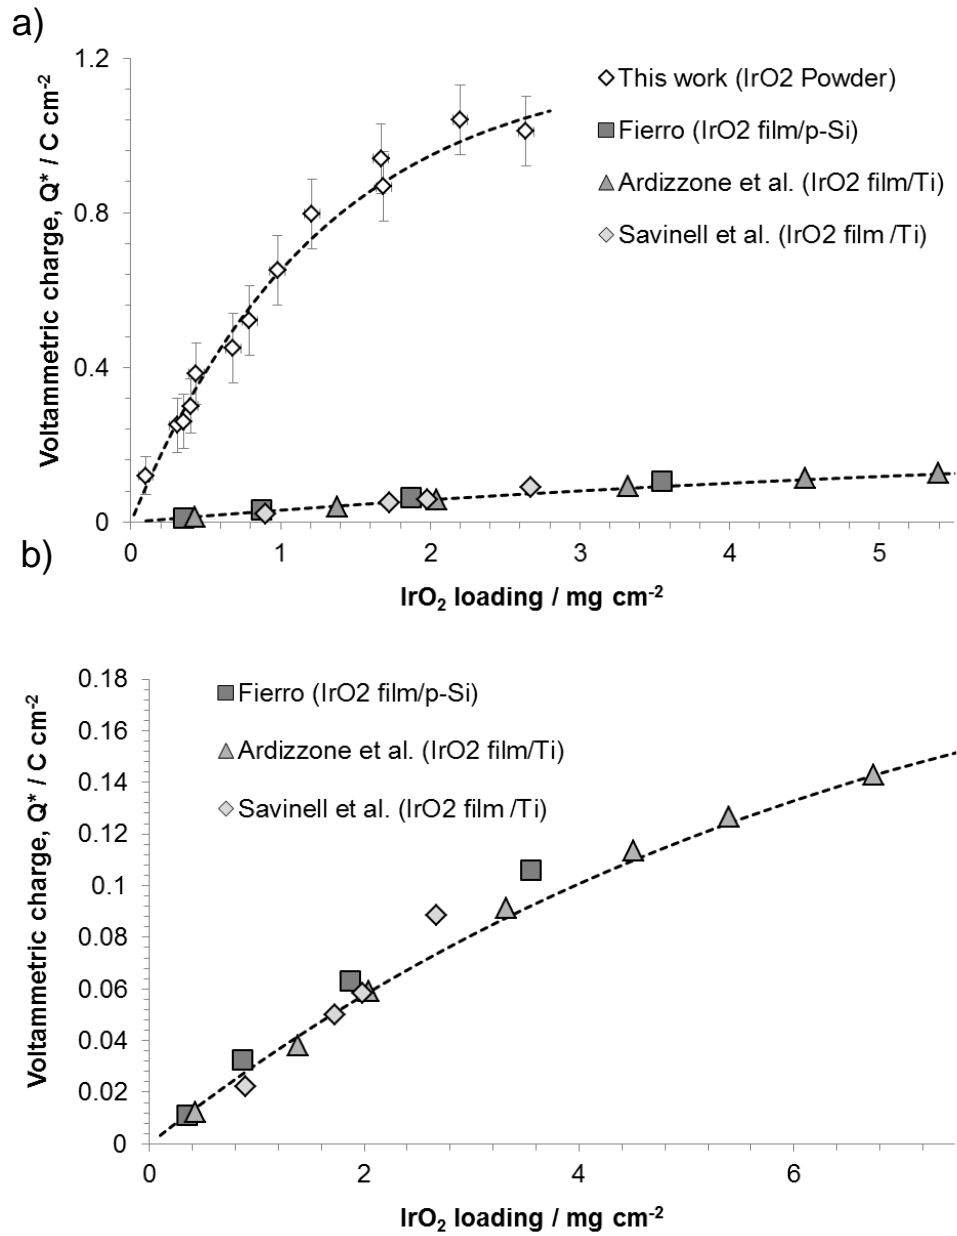 a)
1.2
0.8
0.4
0
Voltammetric charge, Q* / C cm-2
This work (IrO2 Powder)
Fierro (IrO2 film/p-Si)
Ardizzone et al. (IrO2 film/Ti)
Savinell et al. (IrO2 film /Ti)
0 1 2 3 4 5
IrO2 loading / mg cm-2
b)
0.18
0.16
0.14
0.12
0.1
0.08
0.06
0.04
0.02
0
Voltammetric charge, Q* / C cm-2
Fierro (IrO2 film/p-Si)
Ardizzone et al. (IrO2 film/Ti)
Savinell et al. (IrO2 film /Ti)
0 2 4 6
IrO2 loading / mg cm-2